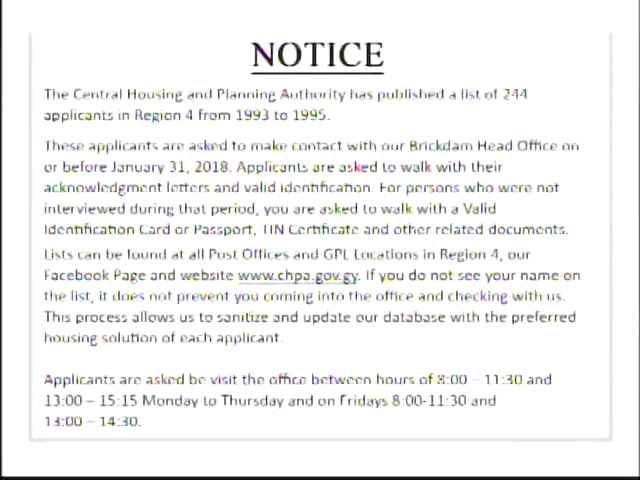 NOTICE
The Central Housing and Planning Authority has published a list of 244
applicants in Region 4 from 1993 to 1995.
These applicants are asked to make contact with our Brickdam Head Office on
or before January 31, 2018. Applicants are asked to walk with their
acknowledgment letters and valid identification. For persons who were not
interviewed during that period, you are asked to walk with a Valid
Identification Card or Passport, TIN Certificate and other related documents.
Lists can be found at all Post Offices and GPL Locations in Region 4, our
Facebook Page and website www.chpa.gov.gy. If you do not see your name on
the list, it does not prevent you coming into the office and checking with us.
This process allows us to sanitize and update our database with the preferred
housing solution of each applicant.
Applicants are asked be visit the office between hours of 8:00 – 11:30 and
13:00 – 15:15 Monday to Thursday and on Fridays 8:00-11:30 and
13:00 – 14:30.